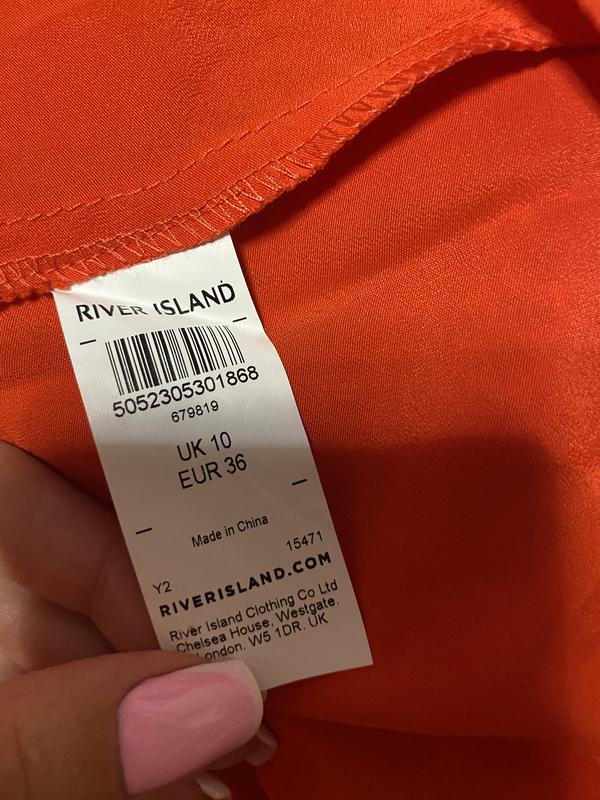 RIVER ISLAND
5052305301868
679819
UK 10
EUR 36
Made in China
15471
Y2
RIVERISLAND.COM
River Island Clothing Co Ltd
Chelsea House, Westgate.
London. W5 1DR. UK